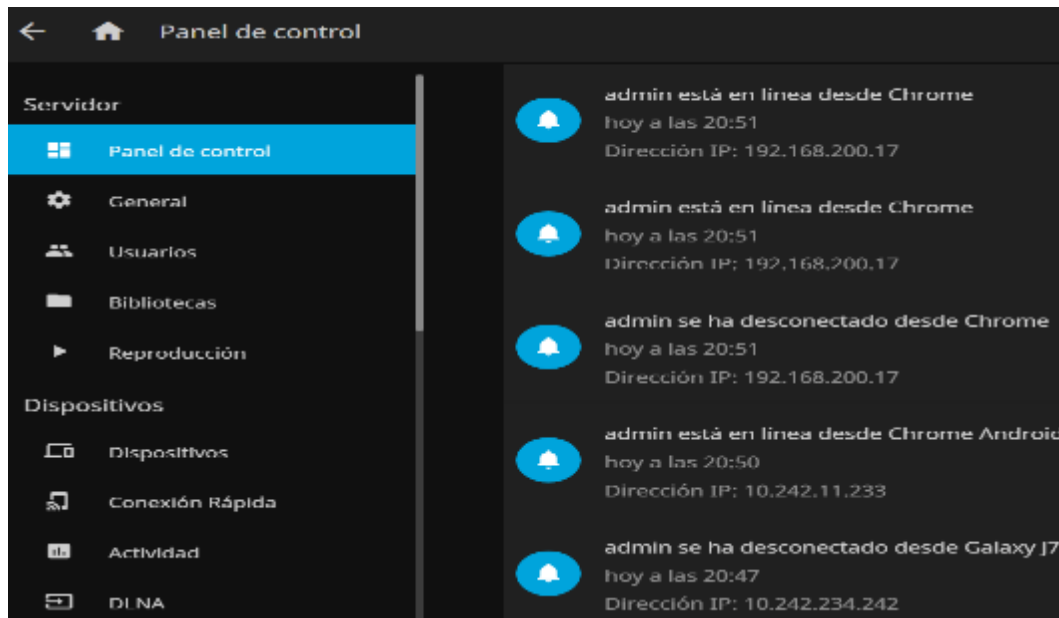 Panel de control
Servidor
Panel de control
General
Usuarios
Bibliotecas
Reproducción
Dispositivos
Dispositivos
Conexión Rápida
Actividad
DLNA
admin está en línea desde Chrome
hoy a las 20:51
Dirección IP: 192.168.200.17
admin está en línea desde Chrome
hoy a las 20:51
Dirección IP: 192.168.200.17
admin se ha desconectado desde Chrome
hoy a las 20:51
Dirección IP: 192.168.200.17
admin está en línea desde Chrome Android
hoy a las 20:50
Dirección IP: 10.242.11.233
admin se ha desconectado desde Galaxy J7
hoy a las 20:47
Dirección IP: 10.242.234.242